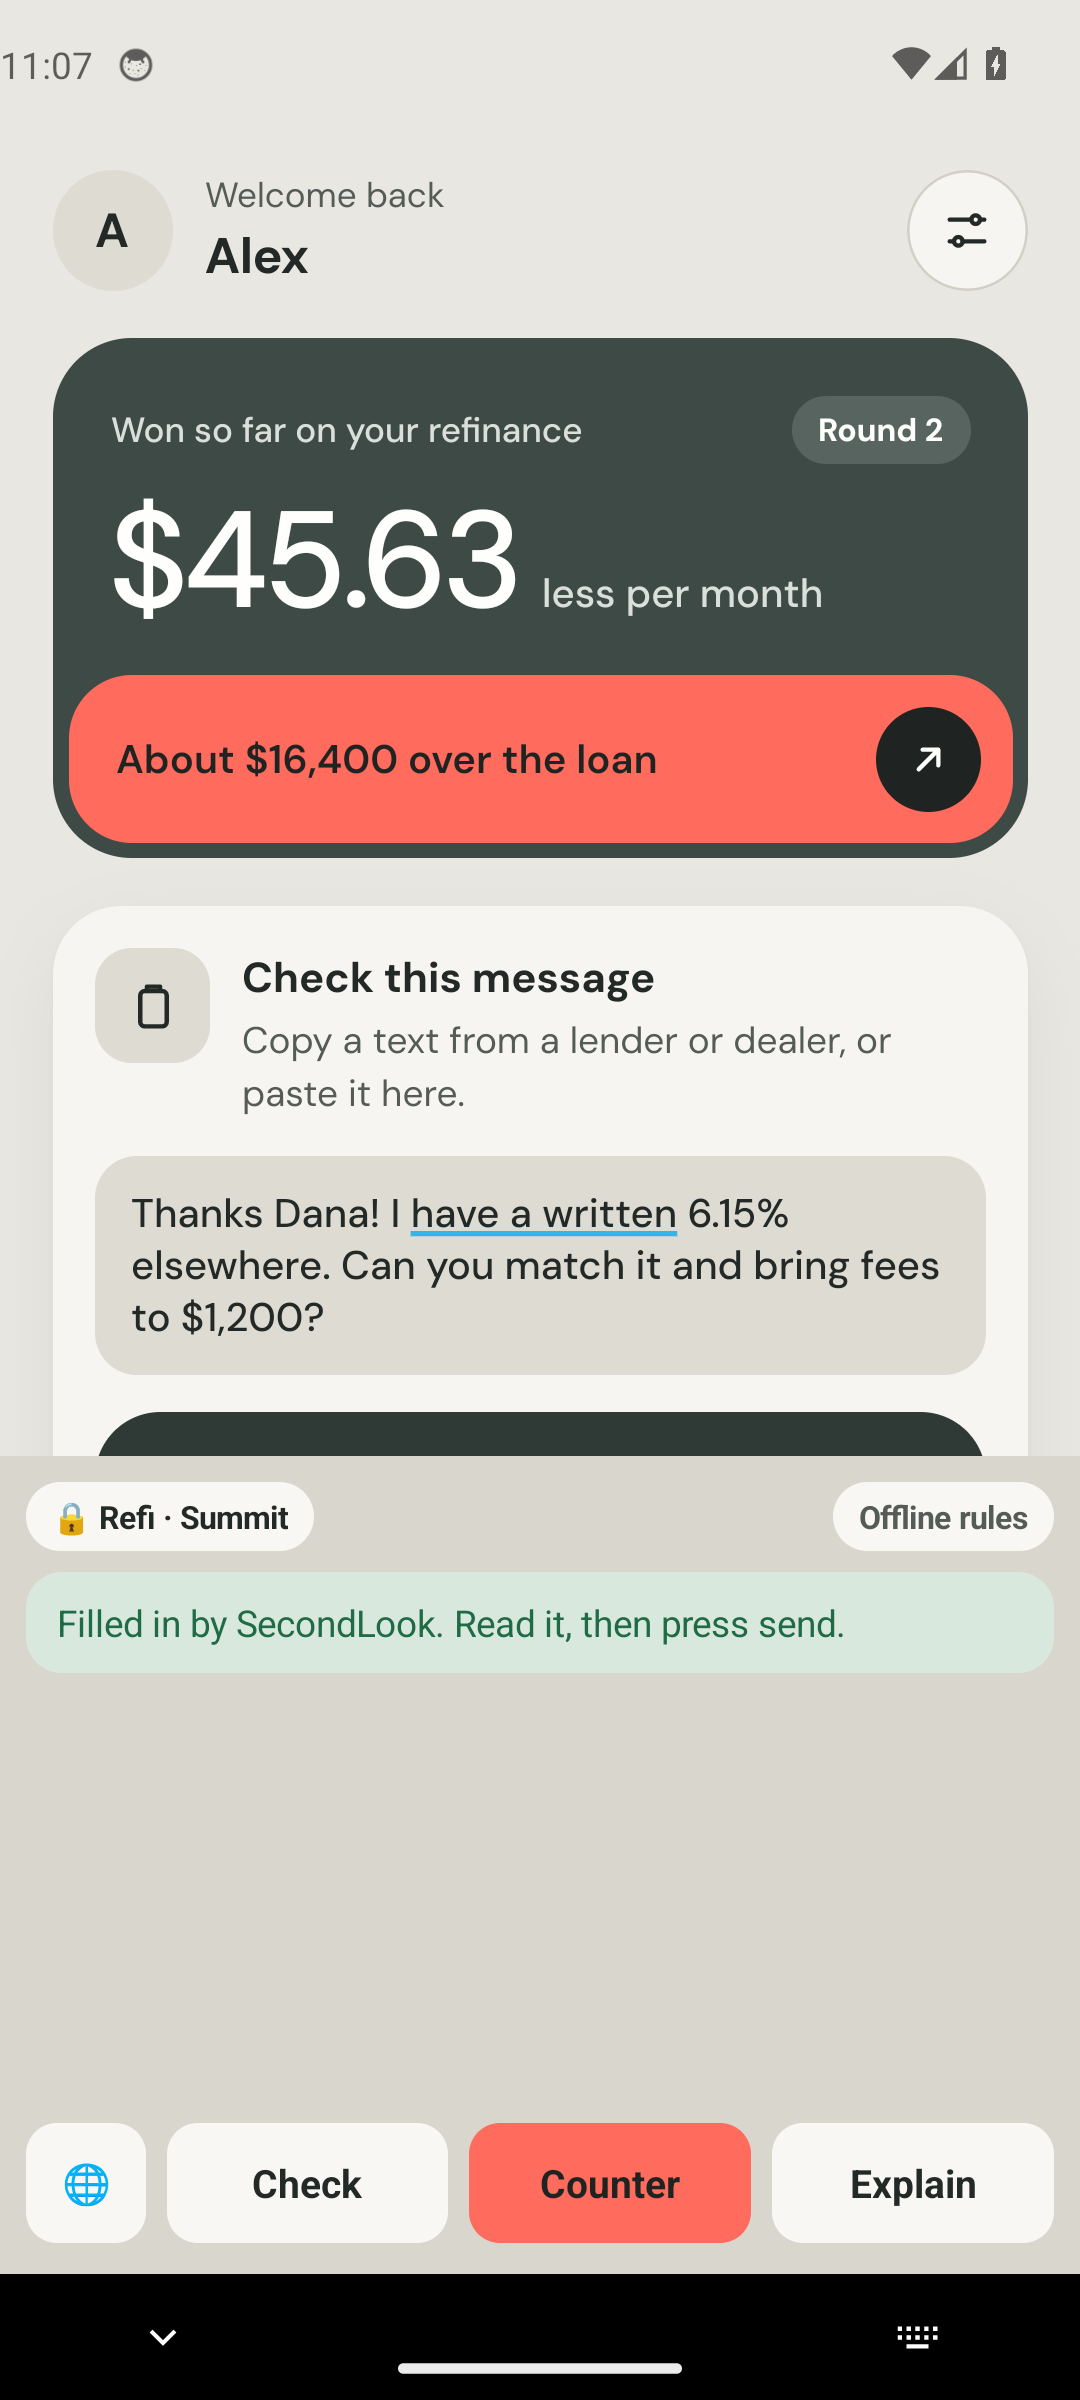 11:07
A
Welcome back
Alex
Won so far on your refinance
Round 2
$45.63 less per month
About $16,400 over the loan
Check this message
Copy a text from a lender or dealer, or
paste it here.
Thanks Dana! I have a written 6.15%
elsewhere. Can you match it and bring fees
to $1,200?
🔒 Refi · Summit
Offline rules
Filled in by SecondLook. Read it, then press send.
Check
Counter
Explain